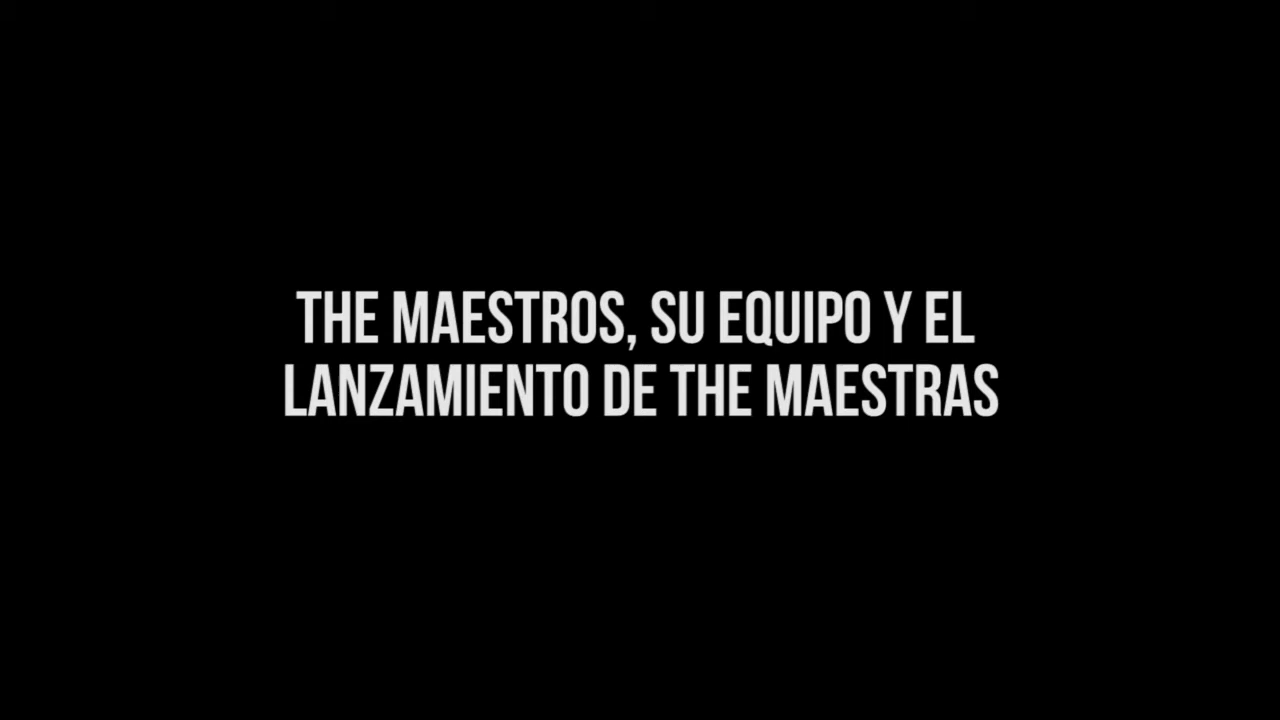 THE MAESTROS, SU EQUIPO Y EL
LANZAMIENTO DE THE MAESTRAS